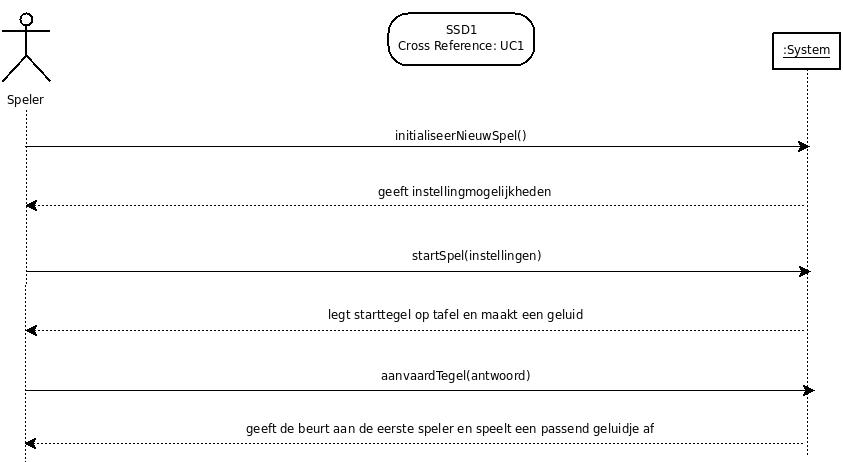 SSD1
Cross Reference: UC1
:System
Speler
initialiseerNieuwSpel()
geeft instellingmogelijkheden
startSpel(instellingen)
legt starttegel op tafel en maakt een geluid
aanvaardTegel(antwoord)
geeft de beurt aan de eerste speler en speelt een passend geluidje af